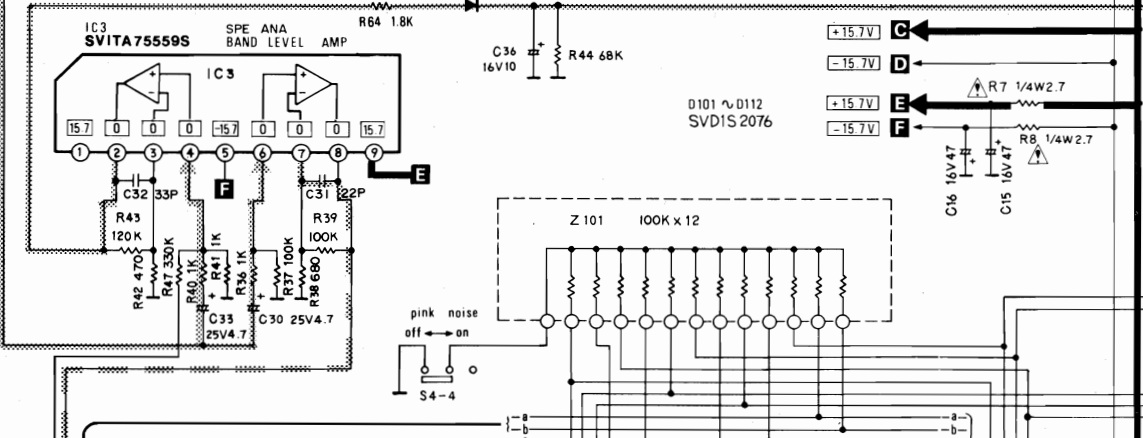 R64 1.8K
IC3
SVITA75559S
SPE ANA
BAND LEVEL AMP
IC3
+
-
+
-
15.7
0
0
0
-15.7
0
0
0
15.7
1
2
3
4
5
6
7
8
9
C32 33P
F
C31 22P
E
R43
120K
R39
100K
R42 470
R47 330K
R40 1K
R41 1K
R36 1K
R37 100K
R38 680
+
C33
25V4.7
+
C30 25V4.7
C36
16V10
+
R44 68K
+15.7V
C
-15.7V
D
+15.7V
E
-15.7V
F
R7 1/4W2.7
R8 1/4W2.7
C16 16V47
+
C15 16V47
+
D101 ~ D112
SVD1S2076
Z101 100K x 12
pink noise
off on
S4-4
a
b
a
b